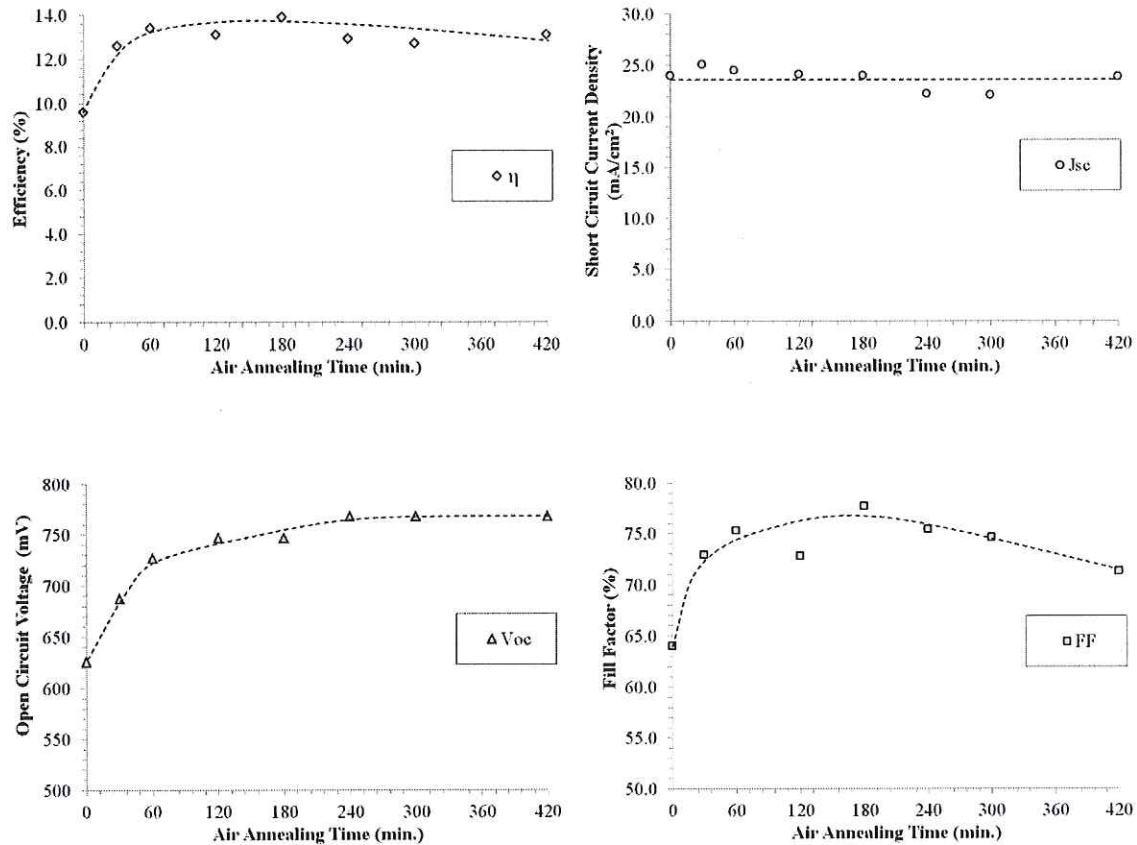 Efficiency (%)
14.0
12.0
10.0
8.0
6.0
4.0
2.0
0.0
η
0 60 120 180 240 300 360 420
Air Annealing Time (min.)
Short Ciruit Current Density
(mA/cm²)
30.0
25.0
20.0
15.0
10.0
5.0
0.0
Jsc
0 60 120 180 240 300 360 420
Air Annealing Time (min.)
Open Circuit Voltage (mV)
800
750
700
650
600
550
500
Voc
0 60 120 180 240 300 360 420
Air Annealing Time (min.)
Fill Factor (%)
80.0
75.0
70.0
65.0
60.0
55.0
50.0
FF
0 60 120 180 240 300 360 420
Air Annealing Time (min.)